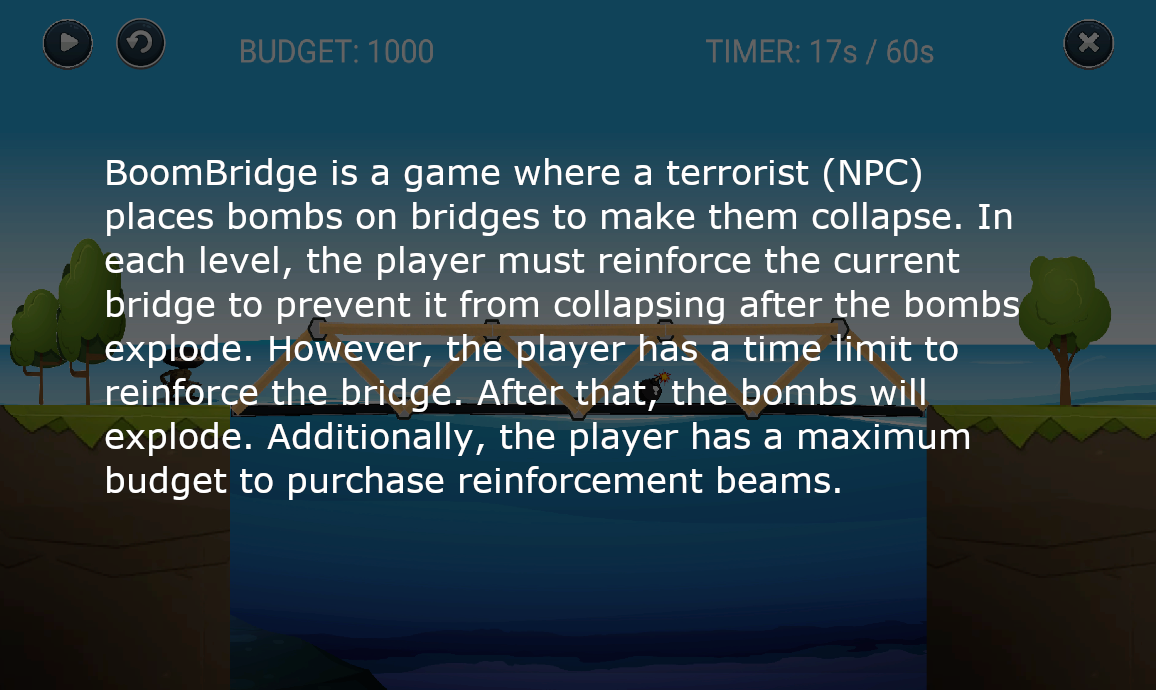 BUDGET: 1000
TIMER: 17s / 60s
BoomBridge is a game where a terrorist (NPC)
places bombs on bridges to make them collapse. In
each level, the player must reinforce the current
bridge to prevent it from collapsing after the bombs
explode. However, the player has a time limit to
reinforce the bridge. After that, the bombs will
explode. Additionally, the player has a maximum
budget to purchase reinforcement beams.